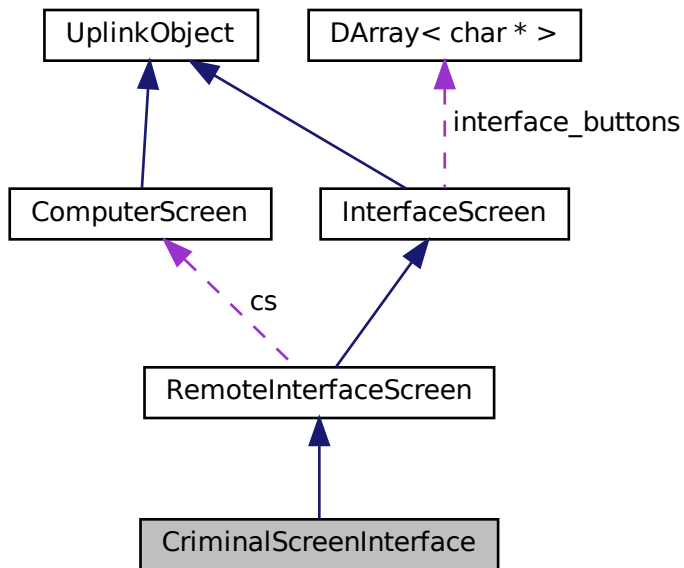 UplinkObject
DArray< char * >
interface_buttons
ComputerScreen
InterfaceScreen
cs
RemoteInterfaceScreen
CriminalScreenInterface